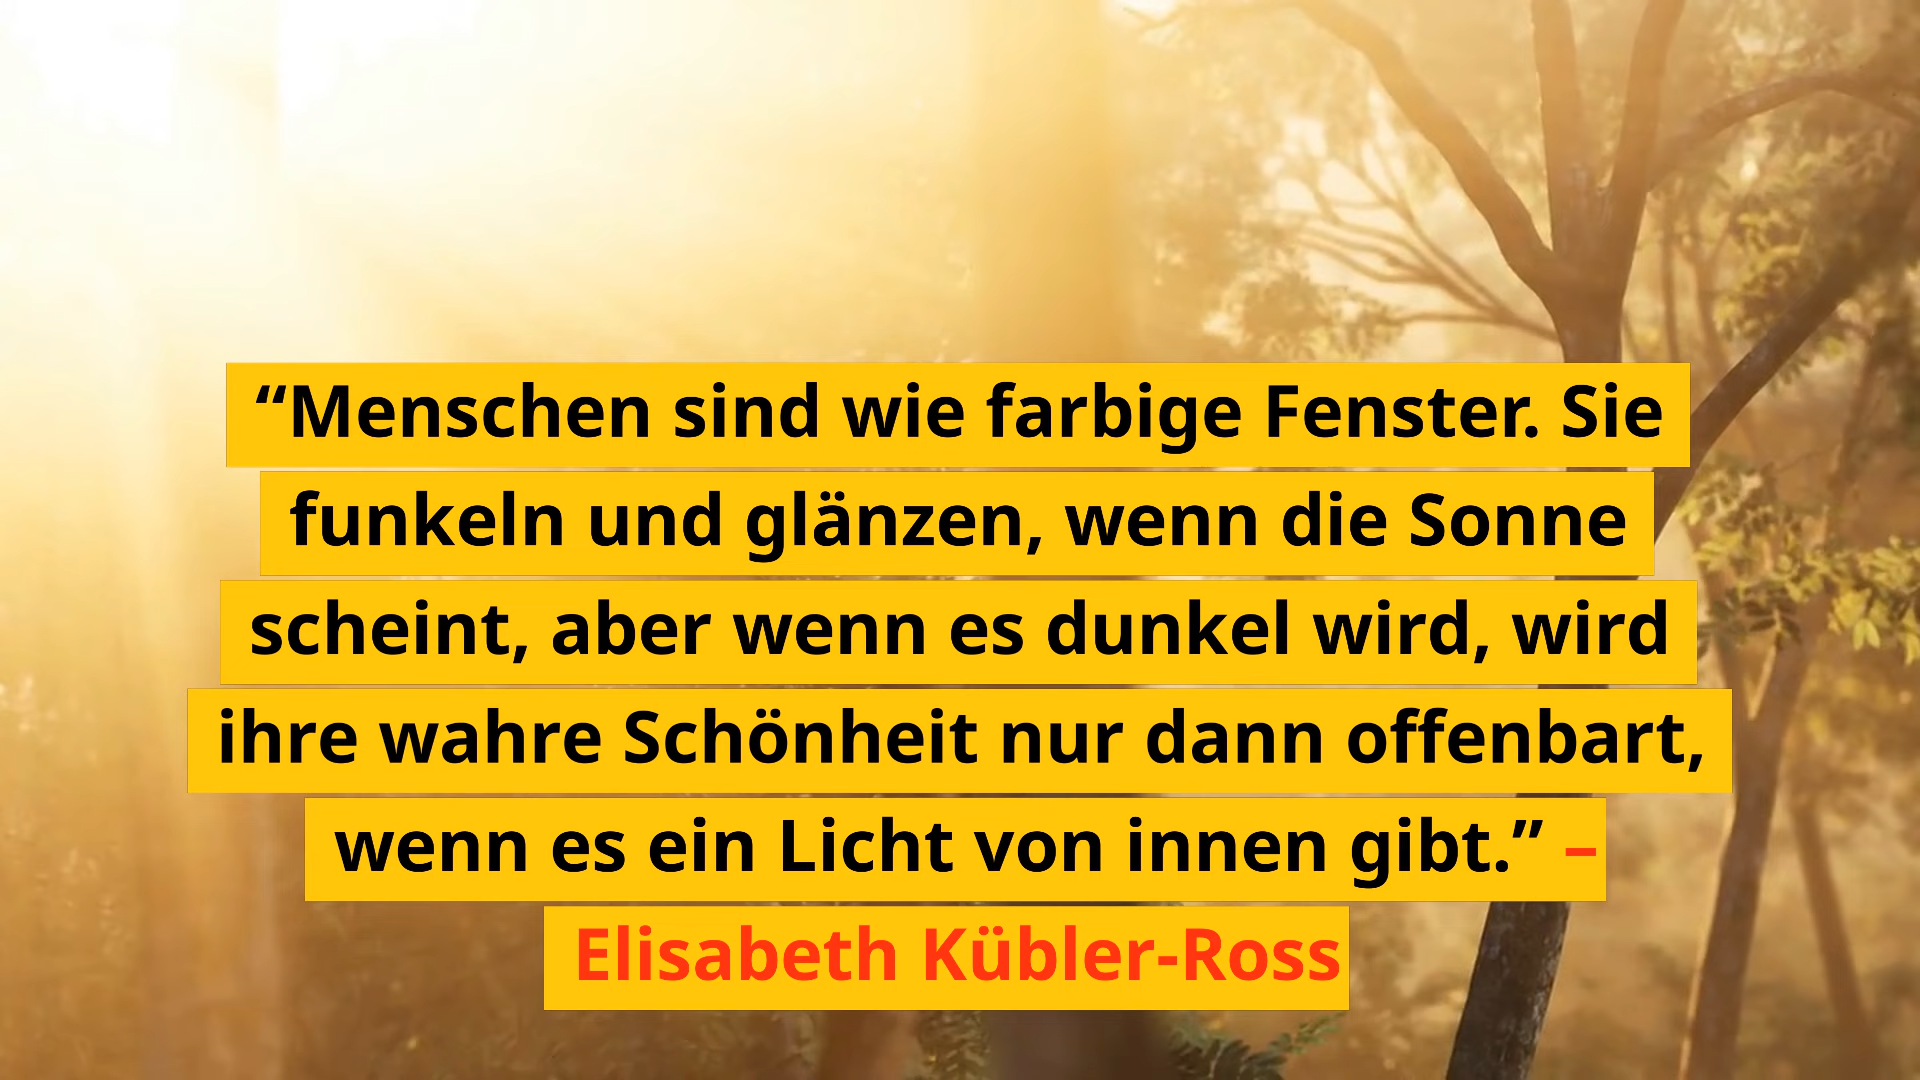 “Menschen sind wie farbige Fenster. Sie
funkeln und glänzen, wenn die Sonne
scheint, aber wenn es dunkel wird, wird
ihre wahre Schönheit nur dann offenbart,
wenn es ein Licht von innen gibt.” –
Elisabeth Kübler-Ross